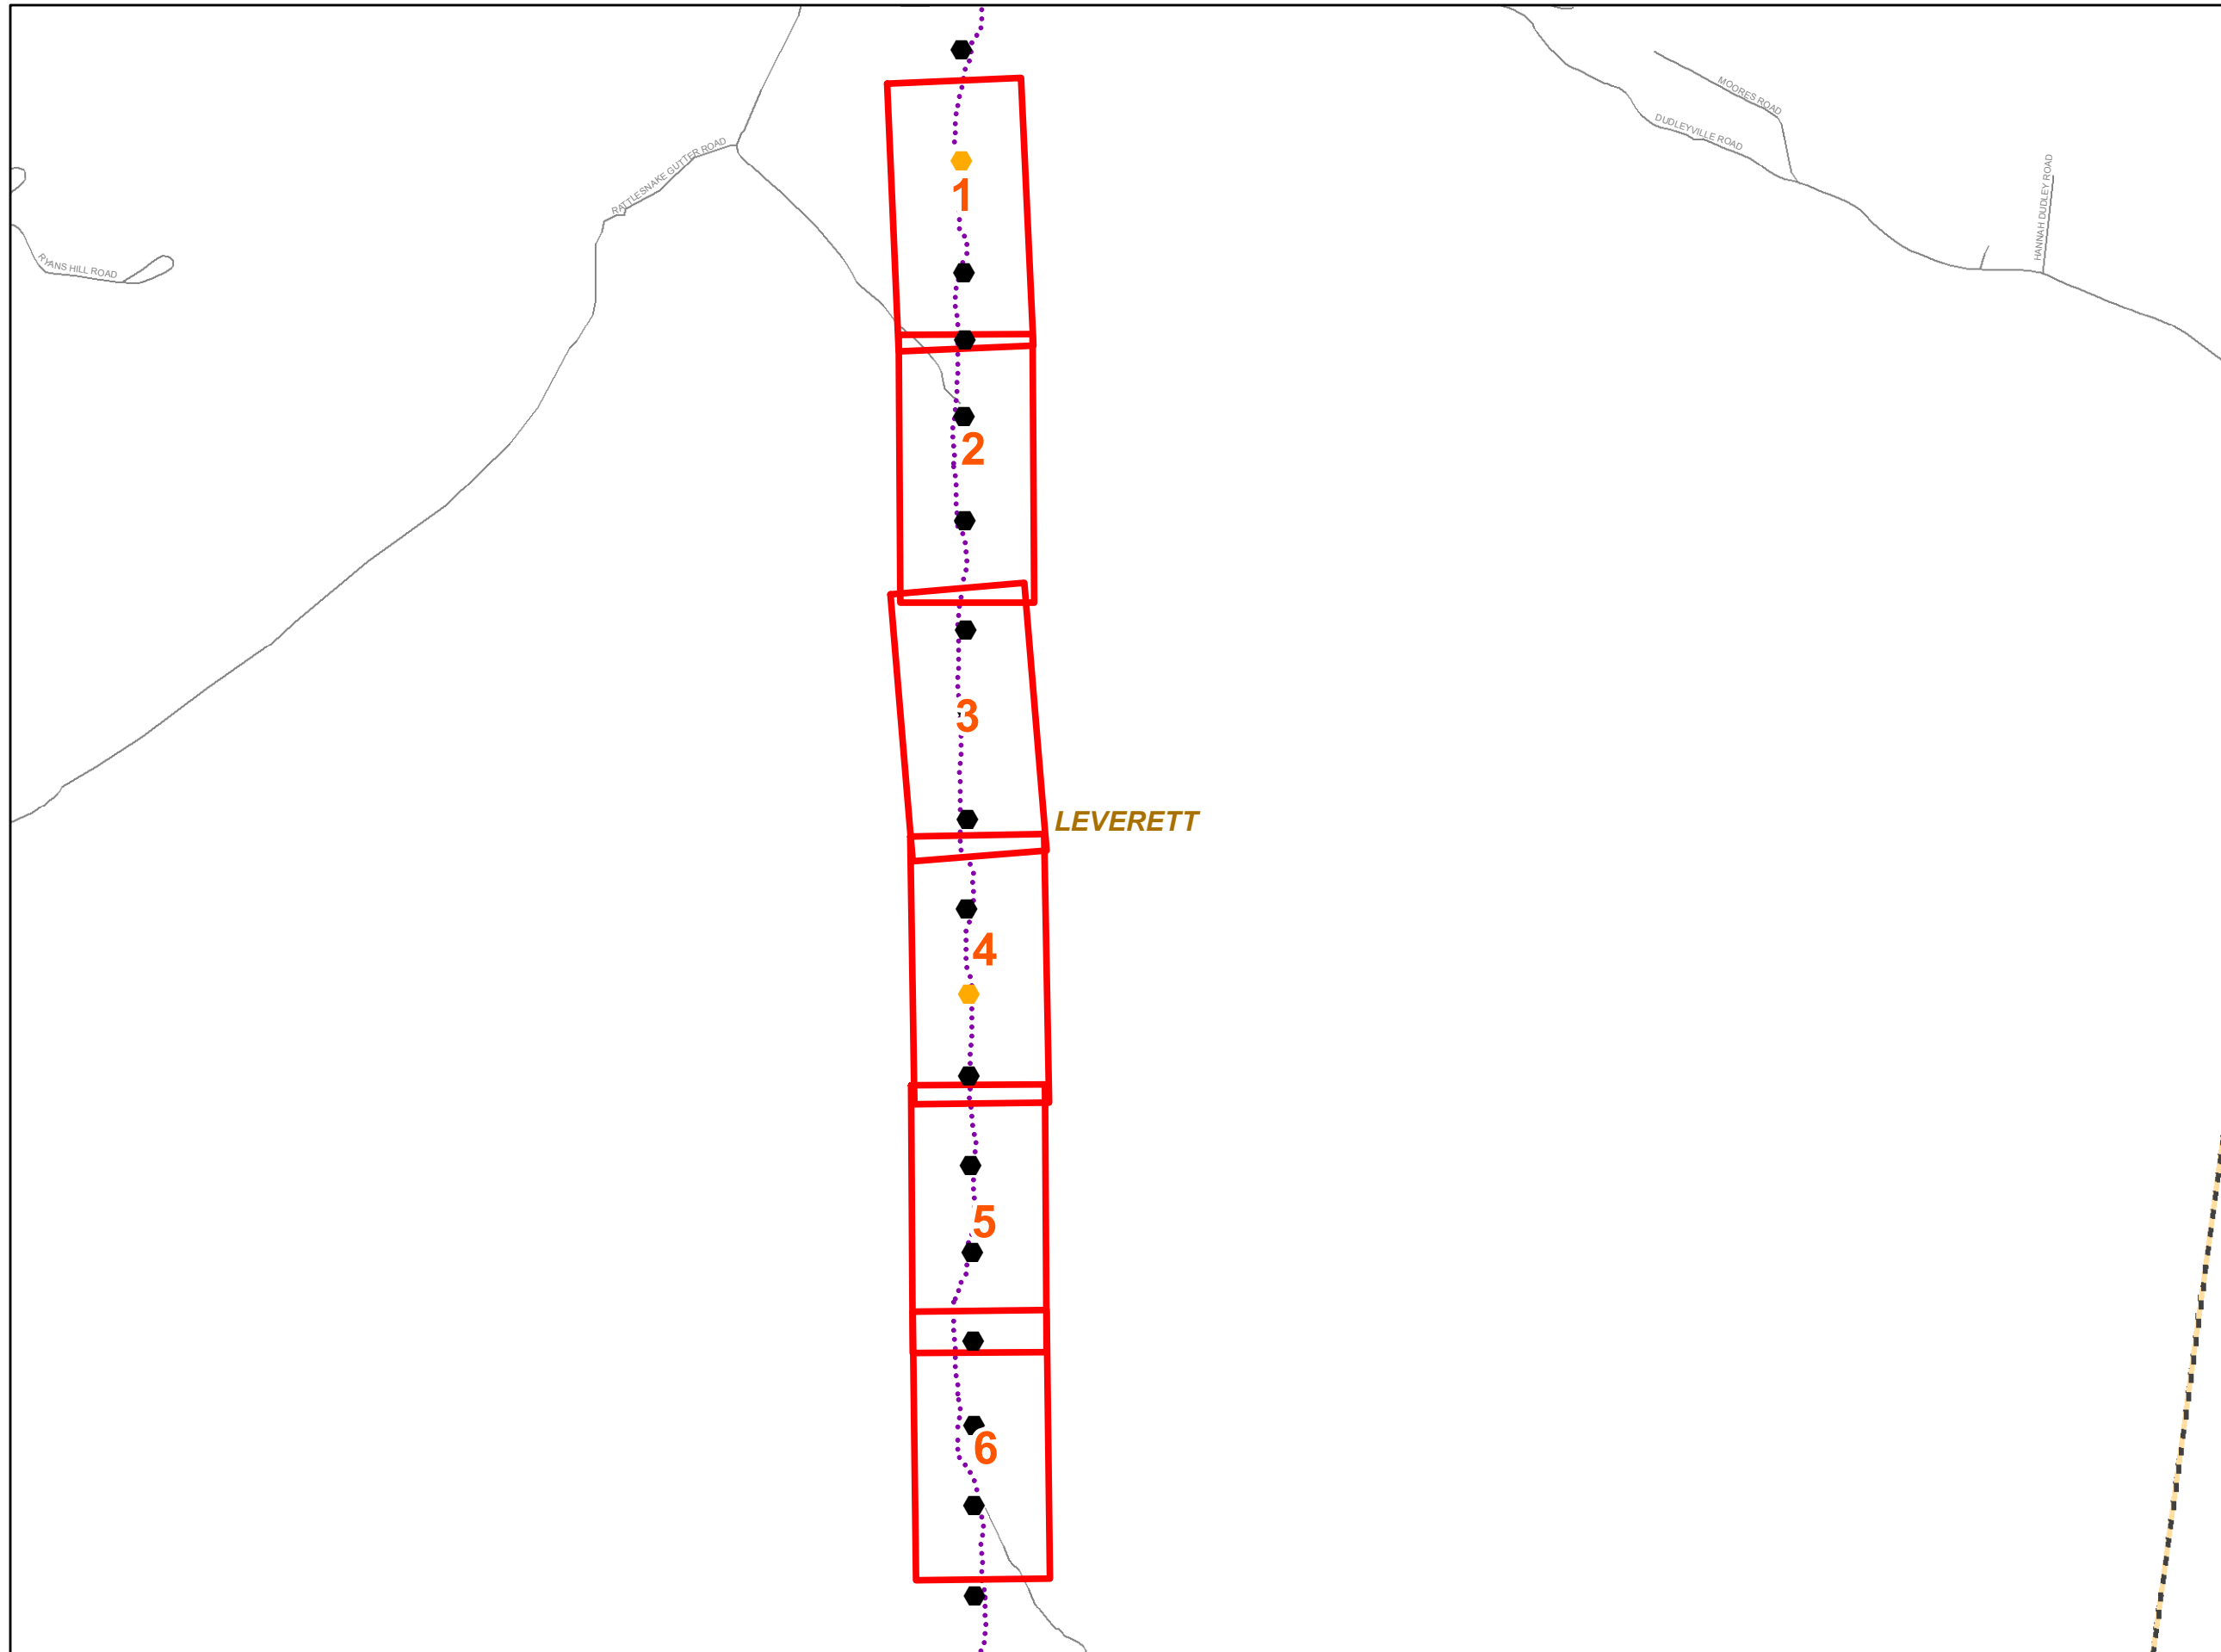 MOORES ROAD
DUDLEYVILLE ROAD
RATTLESNAKE GUTTER ROAD
HANNAH DUDLEY ROAD
RYANS HILL ROAD
1
2
3
LEVERETT
4
5
6